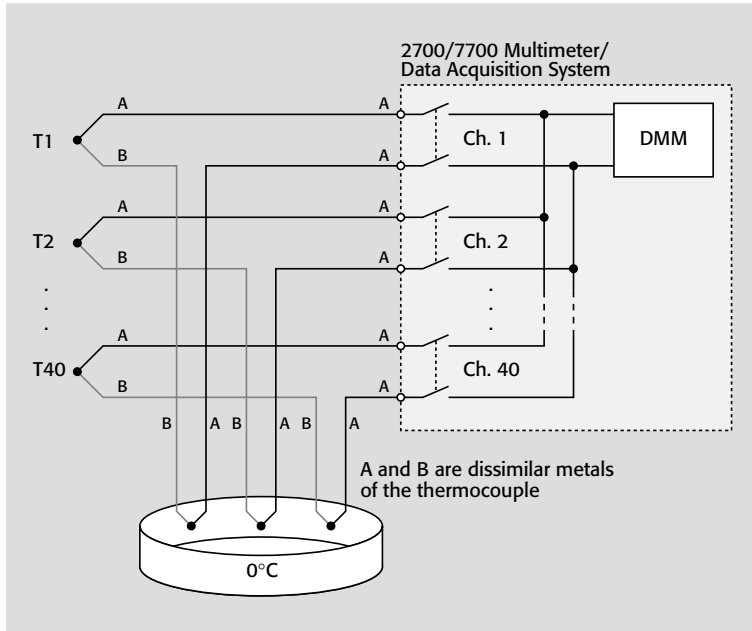 2700/7700 Multimeter/
Data Acquisition System
A
A
T1
Ch. 1
DMM
B
A
A
A
T2
Ch. 2
B
A
A
A
T40
Ch. 40
B
A
B
A
B
A
B
A
A and B are dissimilar metals
of the thermocouple
0°C